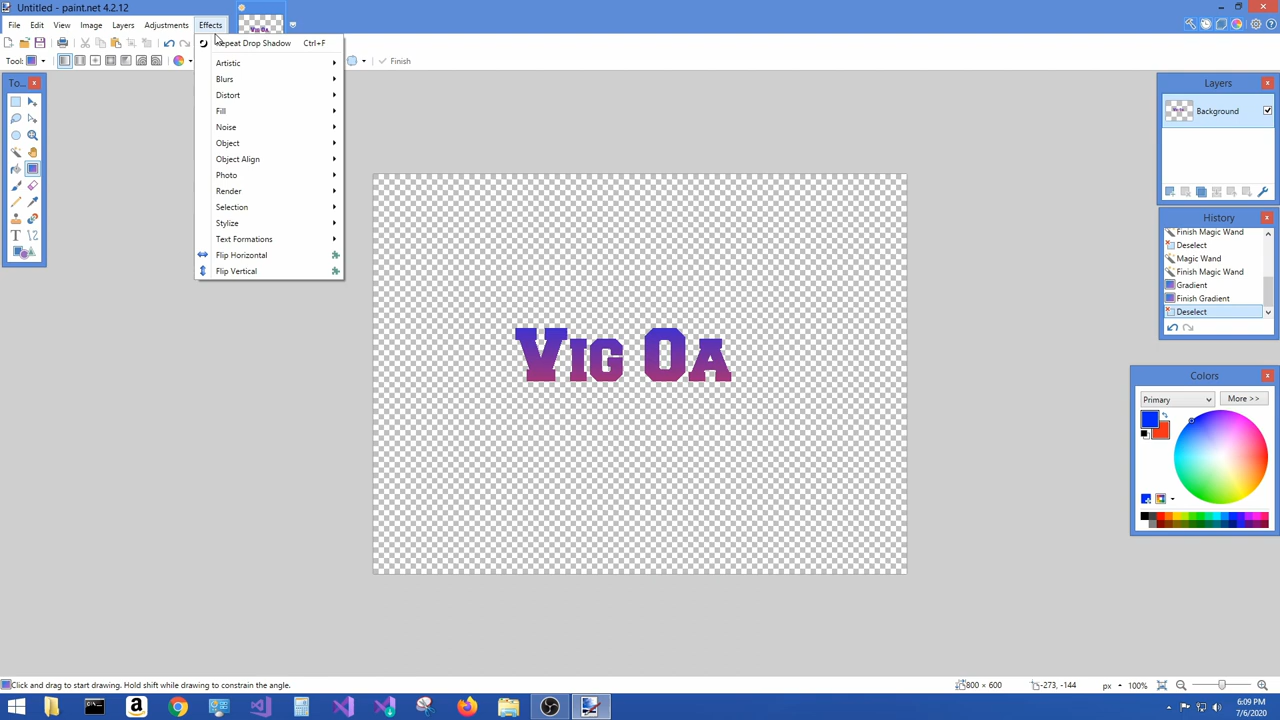 Untitled - paint.net 4.2.12
File Edit View Image Layers Adjustments Effects
Repeat Drop Shadow Ctrl+F
Tool: Finish
Artistic
Blurs
Distort
Fill
Noise
Object
Object Align
Photo
Render
Selection
Stylize
Text Formations
Flip Horizontal
Flip Vertical
To...
T
Vig Oa
Layers
Background
History
Finish Magic Wand
Deselect
Magic Wand
Finish Magic Wand
Gradient
Finish Gradient
Deselect
Colors
Primary More >>
Click and drag to start drawing. Hold shift while drawing to constrain the angle. 800 × 600 -273, -144 px 100%
6:09 PM
7/6/2020